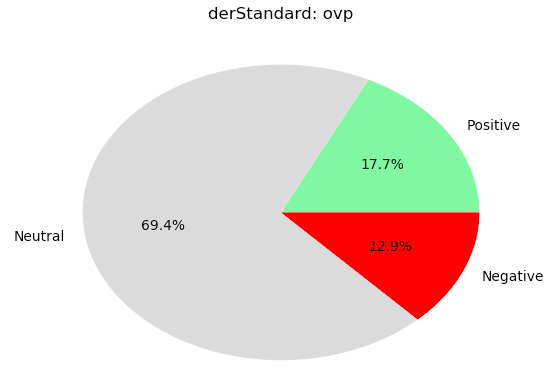 derStandard: ovp
Positive
17.7%
69.4%
Neutral
12.9%
Negative